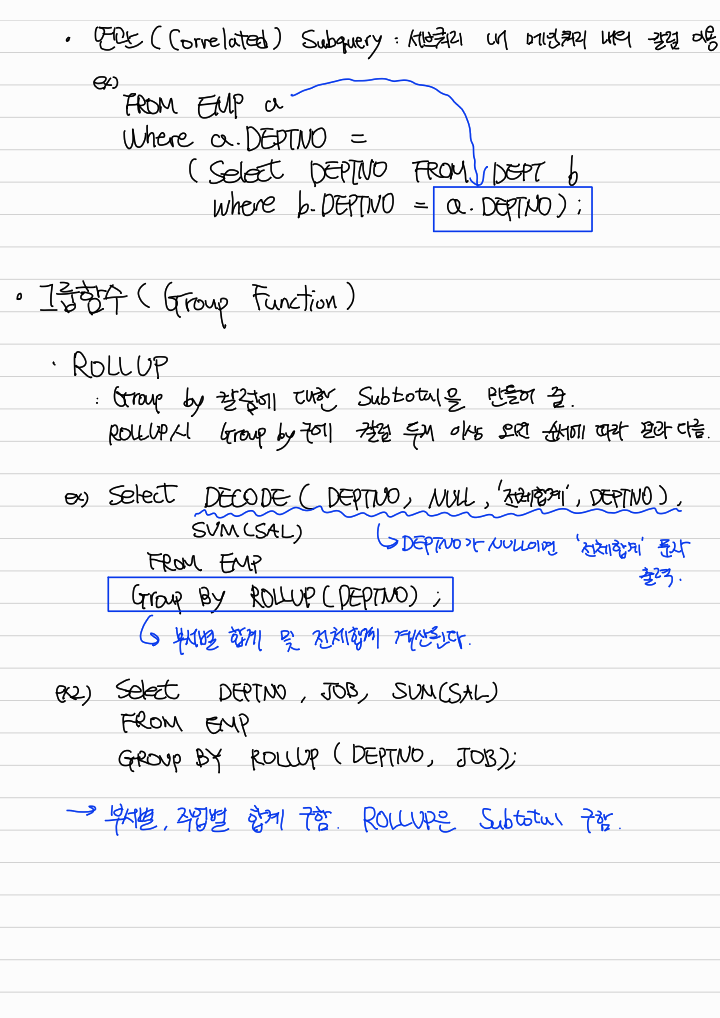 · 연관 (Correlated) Subquery : 서브쿼리 내 메인쿼리 내의 칼럼 이용
ex)
FROM EMP a
Where a.DEPTNO =
( Select DEPTNO FROM DEPT b
where b.DEPTNO = a.DEPTNO);
· 그룹함수 ( Group Function )
· ROLLUP
: Group by 칼럼에 대한 Subtotal을 만들어 줌.
ROLLUP시 Group by 구에 칼럼 두개 이상 오면 순서에 따라 결과 다름.
ex) Select DECODE ( DEPTNO, NULL, '전체합계', DEPTNO),
SUM(SAL)
↳ DEPTNO가 NULL이면 '전체합계' 문자
출력.
FROM EMP
Group BY ROLLUP(DEPTNO) ;
↳ 부서별 합계 및 전체합계 계산된다.
ex2) Select DEPTNO, JOB, SUM(SAL)
FROM EMP
GROUP BY ROLLUP ( DEPTNO, JOB);
→ 부서별, 직업별 합계 구함. ROLLUP은 Subtotal 구함.